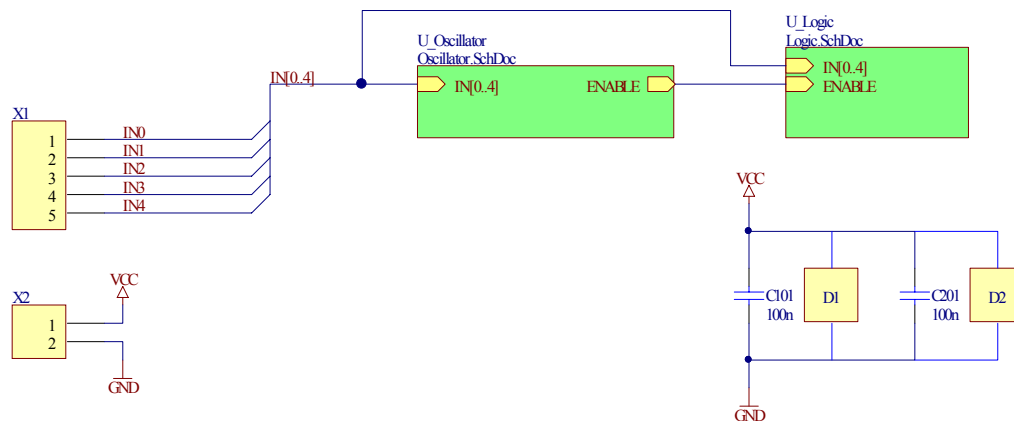 U_Oscillator
Oscillator.SchDoc
U_Logic
Logic.SchDoc
IN[0..4]
IN[0..4]
ENABLE
IN[0..4]
ENABLE
X1
1
2
3
4
5
IN0
IN1
IN2
IN3
IN4
X2
1
2
VCC
GND
VCC
C101
100n
D1
C201
100n
D2
GND